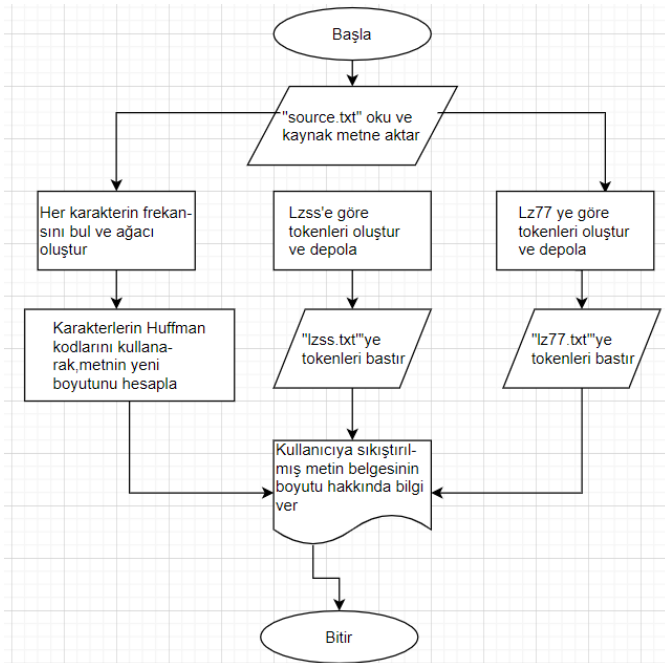 Başla
"source.txt" oku ve
kaynak metne aktar
Her karakterin frekan-
sını bul ve ağacı
oluştur
Lzss'e göre
tokenleri oluştur
ve depola
Lz77 ye göre
tokenleri oluştur
ve depola
Karakterlerin Huffman
kodlarını kullana-
rak,metnin yeni
boyutunu hesapla
"lzss.txt"'ye
tokenleri bastır
"lz77.txt"'ye
tokenleri bastır
Kullanıcıya sıkıştırıl-
mış metin belgesinin
boyutu hakkında bilgi
ver
Bitir